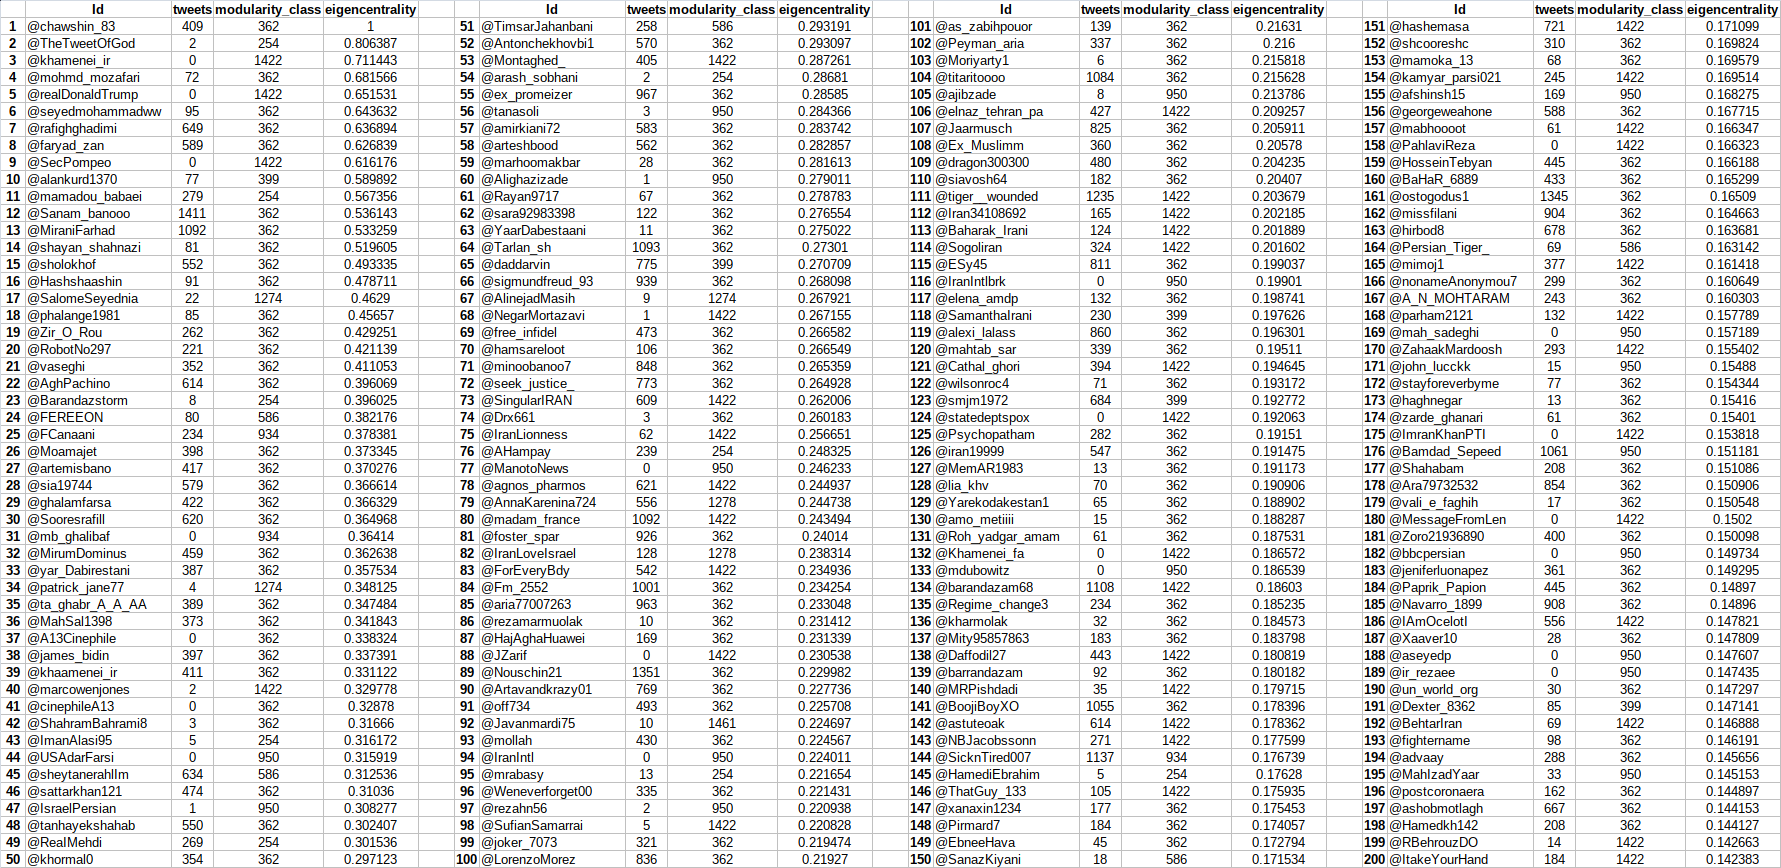 Id tweets modularity_class eigencentrality Id tweets modularity_class eigencentrality Id tweets modularity_class eigencentrality Id tweets modularity_class eigencentrality
1 @chawshin_83 409 362 1 51 @TimsarJahanbani 258 586 0.293191 101 @as_zabihpouor 139 362 0.21631 151 @hashemasa 721 1422 0.171099
2 @TheTweetOfGod 2 254 0.806387 52 @Antonchekhovbi1 570 362 0.293097 102 @Peyman_aria 337 362 0.216 152 @shcooreshc 310 362 0.169824
3 @khamenei_ir 0 1422 0.711443 53 @Montaghed_ 405 1422 0.287261 103 @Moriyarty1 6 362 0.215818 153 @mamoka_13 68 362 0.169579
4 @mohmd_mozafari 72 362 0.681566 54 @arash_sobhani 2 254 0.28681 104 @titaritoooo 1084 362 0.215628 154 @kamyar_parsi021 245 1422 0.169514
5 @realDonaldTrump 0 1422 0.651531 55 @ex_promeizer 967 362 0.28585 105 @ajibzade 8 950 0.213786 155 @afshinsh15 169 950 0.168275
6 @seyedmohammadww 95 362 0.643632 56 @tanasoli 3 950 0.284366 106 @elnaz_tehran_pa 427 1422 0.209257 156 @georgeweahone 588 362 0.167715
7 @rafighghadimi 649 362 0.636894 57 @amirkiani72 583 362 0.283742 107 @Jaarmusch 825 362 0.205911 157 @mabhoooot 61 1422 0.166347
8 @faryad_zan 589 362 0.626839 58 @arteshbood 562 362 0.282857 108 @Ex_Muslimm 360 362 0.20578 158 @PahlaviReza 0 1422 0.166323
9 @SecPompeo 0 1422 0.616176 59 @marhoomakbar 28 362 0.281613 109 @dragon300300 480 362 0.204235 159 @HosseinTebyan 445 362 0.166188
10 @alankurd1370 77 399 0.589892 60 @Alighazizade 1 950 0.279011 110 @siavosh64 182 362 0.20407 160 @BaHaR_6889 433 362 0.165299
11 @mamadou_babaei 279 254 0.567356 61 @Rayan9717 67 362 0.278783 111 @tiger__wounded 1235 1422 0.203679 161 @ostogodus1 1345 362 0.16509
12 @Sanam_banooo 1411 362 0.536143 62 @sara92983398 122 362 0.276554 112 @Iran34108692 165 1422 0.202185 162 @missfilani 904 362 0.164663
13 @MiraniFarhad 1092 362 0.533259 63 @YaarDabestaani 11 362 0.275022 113 @Baharak_Irani 124 1422 0.201889 163 @hirbod8 678 362 0.163681
14 @shayan_shahnazi 81 362 0.519605 64 @Tarlan_sh 1093 362 0.27301 114 @Sogoliran 324 1422 0.201602 164 @Persian_Tiger_ 69 586 0.163142
15 @sholokhof 552 362 0.493335 65 @daddarvin 775 399 0.270709 115 @ESy45 811 362 0.199037 165 @mimoj1 377 1422 0.161418
16 @Hashshaashin 91 362 0.478711 66 @sigmundfreud_93 939 362 0.268098 116 @IranIntlbrk 0 950 0.19901 166 @nonameAnonymou7 299 362 0.160649
17 @SalomeSeyednia 22 1274 0.4629 67 @AlinejadMasih 9 1274 0.267921 117 @elena_amdp 132 362 0.198741 167 @A_N_MOHTARAM 243 362 0.160303
18 @phalange1981 85 362 0.45657 68 @NegarMortazavi 1 1422 0.267155 118 @SamanthaIrani 230 399 0.197626 168 @parham2121 132 1422 0.157789
19 @Zir_O_Rou 262 362 0.429251 69 @free_infidel 473 362 0.266582 119 @alexi_lalass 860 362 0.196301 169 @mah_sadeghi 0 950 0.157189
20 @RobotNo297 221 362 0.421139 70 @hamsareloot 106 362 0.266549 120 @mahtab_sar 339 362 0.19511 170 @ZahaakMardoosh 293 1422 0.155402
21 @vaseghi 352 362 0.411053 71 @minoobanoo7 848 362 0.265359 121 @Cathal_ghori 394 1422 0.194645 171 @john_lucckk 15 950 0.15488
22 @AghPachino 614 362 0.396069 72 @seek_justice_ 773 362 0.264928 122 @wilsonroc4 71 362 0.193172 172 @stayforeverbyme 77 362 0.154344
23 @Barandazstorm 8 254 0.396025 73 @SingularIRAN 609 1422 0.262006 123 @smjm1972 684 399 0.192772 173 @haghnegar 13 362 0.15416
24 @FEREEON 80 586 0.382176 74 @Drx661 3 362 0.260183 124 @statedeptspox 0 1422 0.192063 174 @zarde_ghanari 61 362 0.15401
25 @FCanaani 234 934 0.378381 75 @IranLionness 62 1422 0.256651 125 @Psychopatham 282 362 0.19151 175 @ImranKhanPTI 0 1422 0.153818
26 @Moamajet 398 362 0.373345 76 @AHampay 239 254 0.248325 126 @iran19999 547 362 0.191475 176 @Bamdad_Sepeed 1061 950 0.151181
27 @artemisbano 417 362 0.370276 77 @ManotoNews 0 950 0.246233 127 @MemAR1983 13 362 0.191173 177 @Shahabam 208 362 0.151086
28 @sia19744 579 362 0.366614 78 @agnos_pharmos 621 1422 0.244937 128 @lia_khv 70 362 0.190906 178 @Ara79732532 854 362 0.150906
29 @ghalamfarsa 422 362 0.366329 79 @AnnaKarenina724 556 1278 0.244738 129 @Yarekodakestan1 65 362 0.188902 179 @vali_e_faghih 17 362 0.150548
30 @Sooresrafill 620 362 0.364968 80 @madam_france 1092 1422 0.243494 130 @amo_metiiii 15 362 0.188287 180 @MessageFromLen 0 1422 0.1502
31 @mb_ghalibaf 0 934 0.36414 81 @foster_spar 926 362 0.24014 131 @Roh_yadgar_amam 61 362 0.187531 181 @Zoro21936890 400 362 0.150098
32 @MirumDominus 459 362 0.362638 82 @IranLoveIsrael 128 1278 0.238314 132 @Khamenei_fa 0 1422 0.186572 182 @bbcpersian 0 950 0.149734
33 @yar_Dabirestani 387 362 0.357534 83 @ForEveryBdy 542 1422 0.234936 133 @mdubowitz 0 950 0.186539 183 @jeniferluonapez 361 362 0.149295
34 @patrick_jane77 4 1274 0.348125 84 @Fm_2552 1001 362 0.234254 134 @barandazam68 1108 1422 0.18603 184 @Paprik_Papion 445 362 0.14897
35 @ta_ghabr_A_A_AA 389 362 0.347484 85 @aria77007263 963 362 0.233048 135 @Regime_change3 234 362 0.185235 185 @Navarro_1899 908 362 0.14896
36 @MahSal1398 373 362 0.341843 86 @rezamarmuolak 10 362 0.231412 136 @kharmolak 32 362 0.184573 186 @IAmOcelotI 556 1422 0.147821
37 @A13Cinephile 0 362 0.338324 87 @HajAghaHuawei 169 362 0.231339 137 @Mity95857863 183 362 0.183798 187 @Xaaver10 28 362 0.147809
38 @james_bidin 397 362 0.337391 88 @JZarif 0 1422 0.230538 138 @Daffodil27 443 1422 0.180819 188 @aseyedp 0 950 0.147607
39 @khaamenei_ir 411 362 0.331122 89 @Nouschin21 1351 362 0.229982 139 @barrandazam 92 362 0.180182 189 @ir_rezaee 0 950 0.147435
40 @marcowenjones 2 1422 0.329778 90 @Artavandkrazy01 769 362 0.227736 140 @MRPishdadi 35 1422 0.179715 190 @un_world_org 30 362 0.147297
41 @cinephileA13 0 362 0.32878 91 @off734 493 362 0.225708 141 @BoojiBoyXO 1055 362 0.178396 191 @Dexter_8362 85 399 0.147141
42 @ShahramBahrami8 3 362 0.31666 92 @Javanmardi75 10 1461 0.224697 142 @astuteoak 614 1422 0.178362 192 @BehtarIran 69 1422 0.146888
43 @ImanAlasi95 5 254 0.316172 93 @mollah 430 362 0.224567 143 @NBJacobssonn 271 1422 0.177599 193 @fightername 98 362 0.146191
44 @USAdarFarsi 0 950 0.315919 94 @IranIntl 0 950 0.224011 144 @SicknTired007 1137 934 0.176739 194 @advaay 288 362 0.145656
45 @sheytanerahlIm 634 586 0.312536 95 @mrabasy 13 254 0.221654 145 @HamediEbrahim 5 254 0.17628 195 @MahIzadYaar 33 950 0.145153
46 @sattarkhan121 474 362 0.31036 96 @Weneverforget00 335 362 0.221431 146 @ThatGuy_133 105 1422 0.175935 196 @postcoronaera 162 362 0.144897
47 @IsraelPersian 1 950 0.308277 97 @rezahn56 2 950 0.220938 147 @xanaxin1234 177 362 0.175453 197 @ashobmotlagh 667 362 0.144153
48 @tanhayekshahab 550 362 0.302407 98 @SufianSamarrai 5 1422 0.220828 148 @Pirmard7 184 362 0.174057 198 @Hamedkh142 208 362 0.144127
49 @RealMehdi 269 254 0.301536 99 @joker_7073 321 362 0.219474 149 @EbneeHava 45 362 0.172794 199 @RBehrouzDO 14 1422 0.142663
50 @khormal0 354 362 0.297123 100 @LorenzoMorez 836 362 0.21927 150 @SanazKiyani 18 586 0.171534 200 @ItakeYourHand 184 1422 0.142383